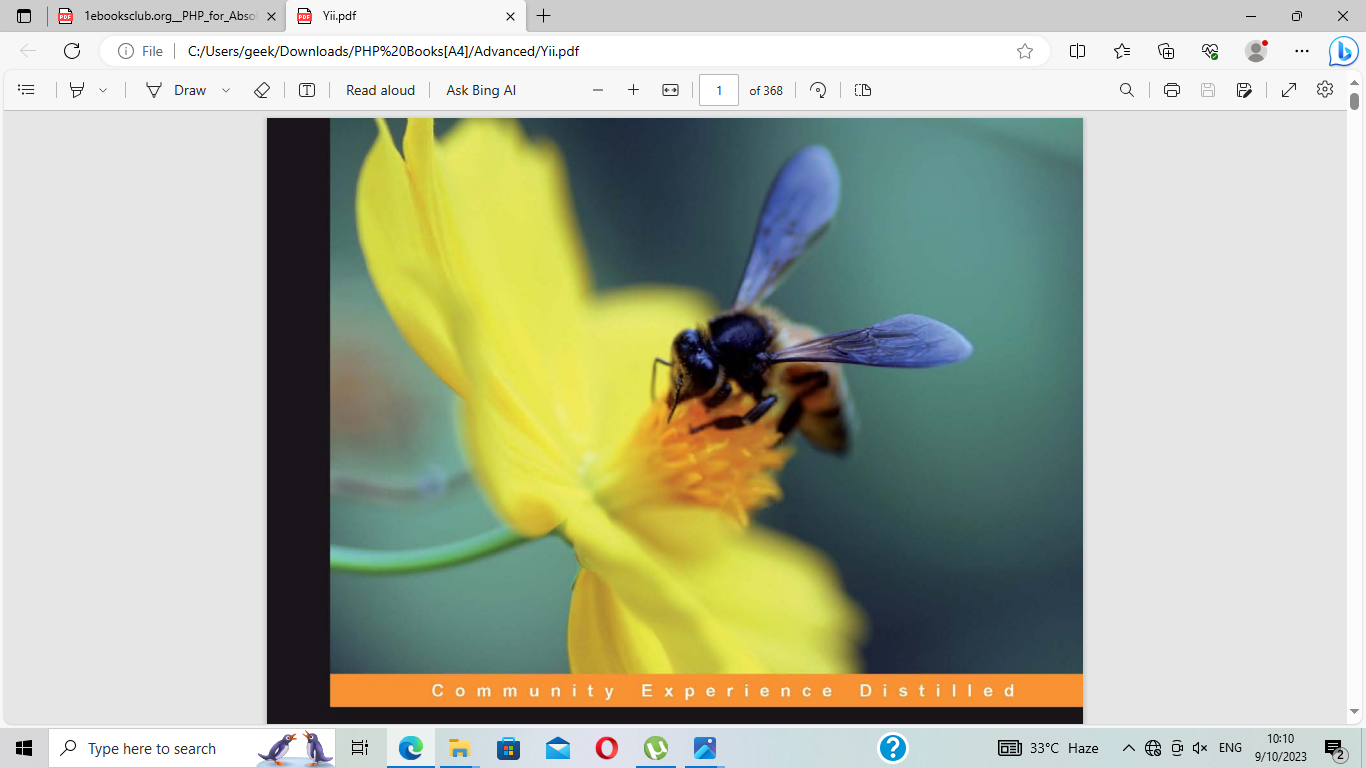 1ebooksclub.org__PHP_for_Absol
Yii.pdf
File
C:/Users/geek/Downloads/PHP%20Books[A4]/Advanced/Yii.pdf
Draw
Read aloud
Ask Bing AI
1
of 368
Community Experience Distilled
Type here to search
33°C Haze
ENG
10:10
9/10/2023
2